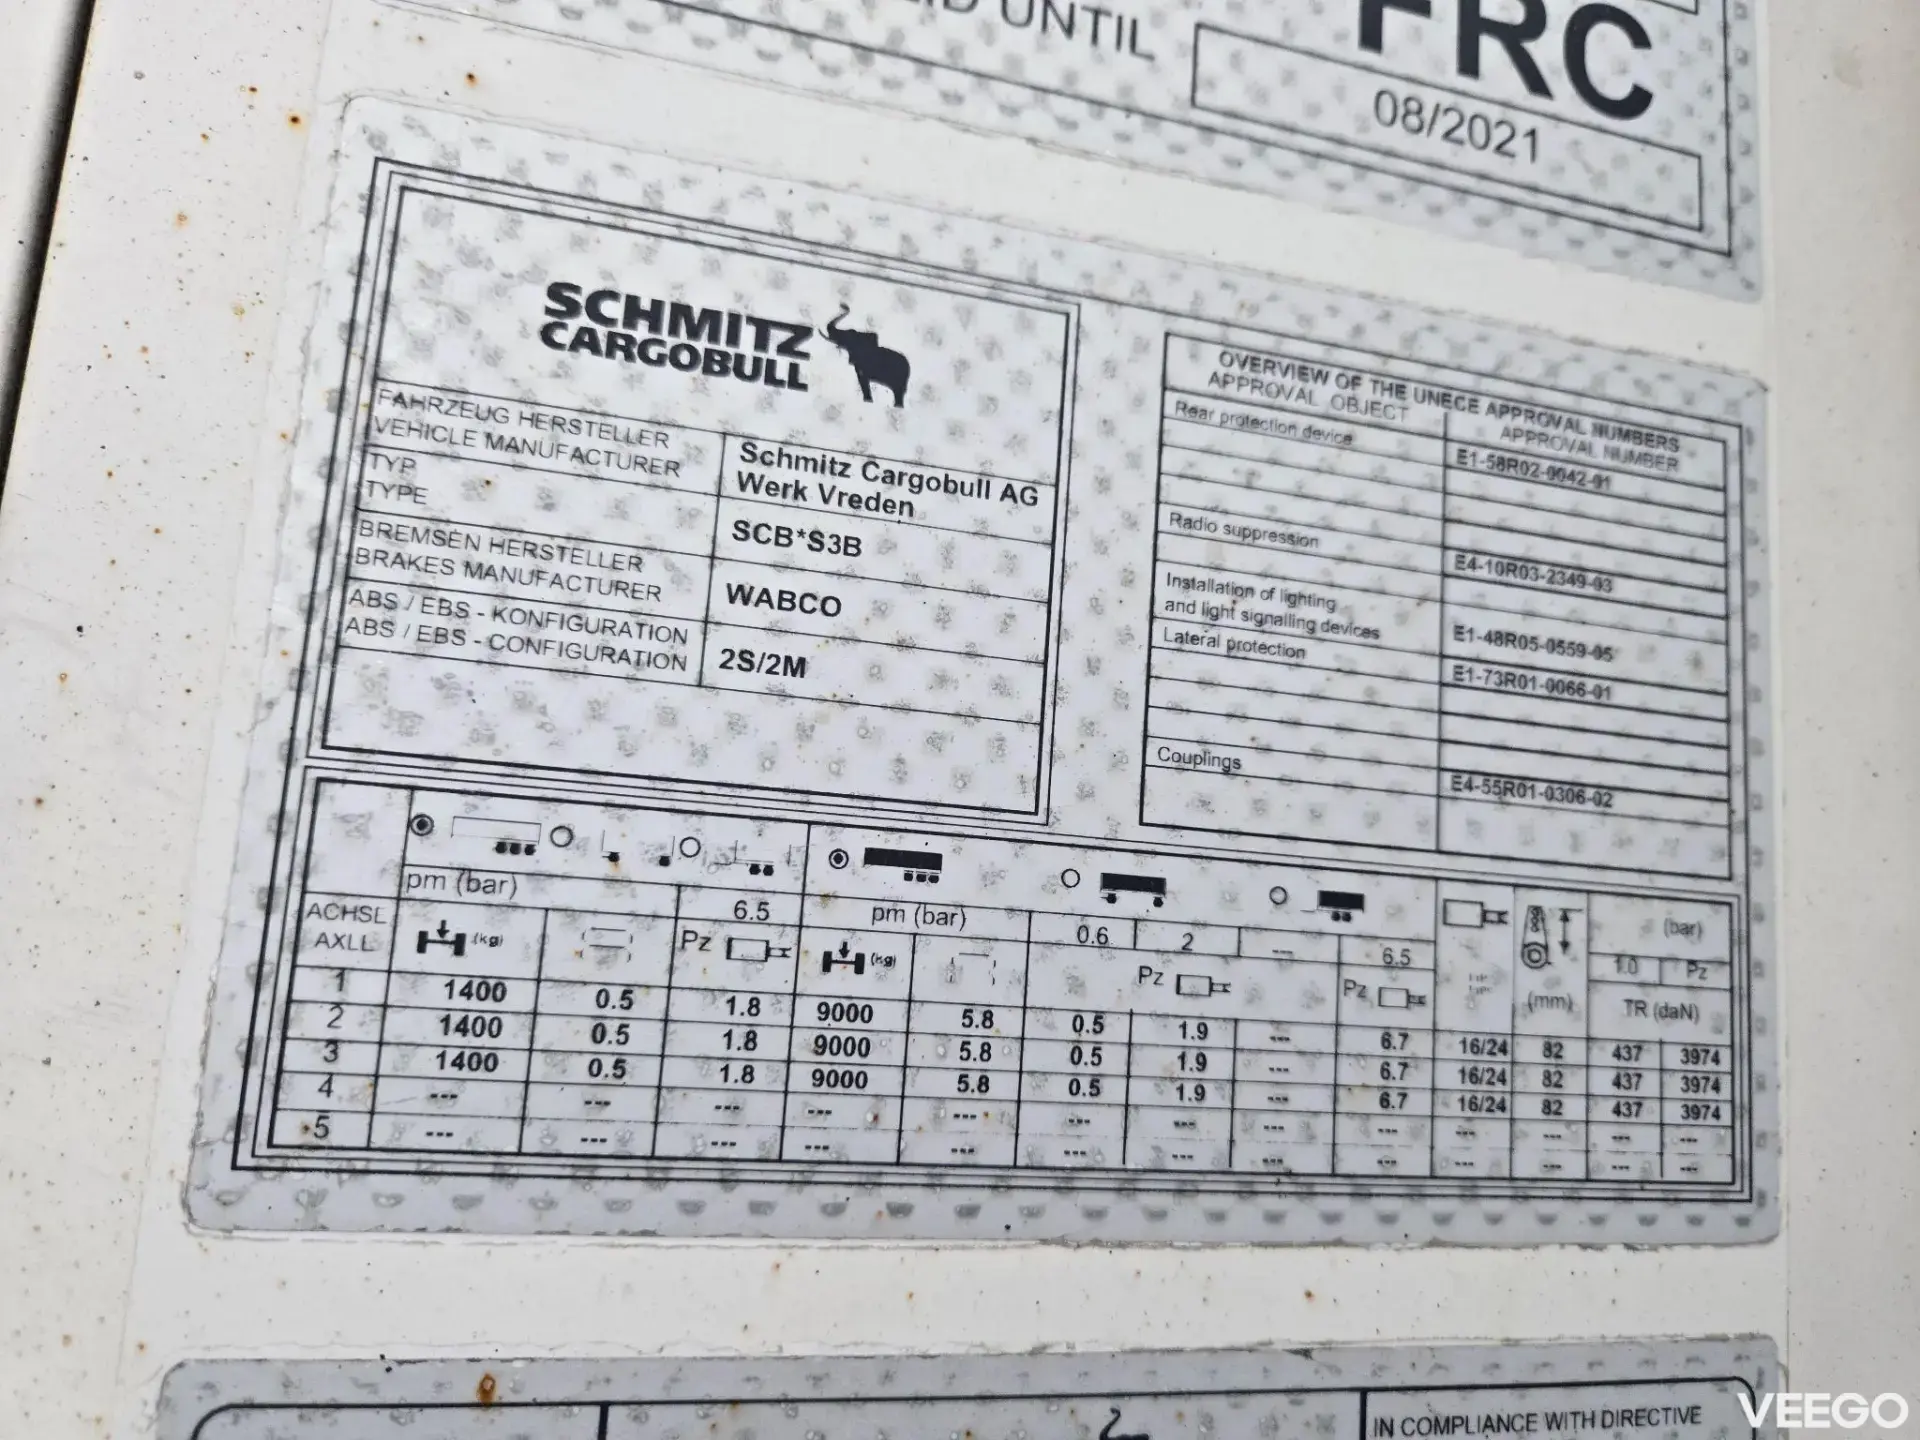 UNTIL
FRC
08/2021
SCHMITZ
CARGOBULL
FAHRZEUG HERSTELLER
VEHICLE MANUFACTURER
Schmitz Cargobull AG
Werk Vreden
TYP
TYPE
SCB*S3B
BREMSEN HERSTELLER
BRAKES MANUFACTURER
WABCO
ABS / EBS - KONFIGURATION
ABS / EBS - CONFIGURATION
2S/2M
OVERVIEW OF THE UNECE APPROVAL NUMBERS
APPROVAL OBJECT
APPROVAL NUMBER
Rear protection device
E1-58R02-0042-01
Radio suppression
E4-10R03-2349-03
Installation of lighting
and light signalling devices
E1-48R05-0559-05
Lateral protection
E1-73R01-0066-01
Couplings
E4-55R01-0306-02
pm (bar)
6.5
pm (bar)
0.6 2 --- 6.5
(bar)
1.0 Pz
ACHSE
AXLE
(kg) Pz (kg) Pz Pz (mm) TR (daN)
1 1400 0.5 1.8 9000 5.8 0.5 1.9 --- 6.7 16/24 82 437 3974
2 1400 0.5 1.8 9000 5.8 0.5 1.9 --- 6.7 16/24 82 437 3974
3 1400 0.5 1.8 9000 5.8 0.5 1.9 --- 6.7 16/24 82 437 3974
4 --- --- --- --- --- --- --- --- --- --- --- --- ---
5 --- --- --- --- --- --- --- --- --- --- --- --- ---
IN COMPLIANCE WITH DIRECTIVE
VEEGO